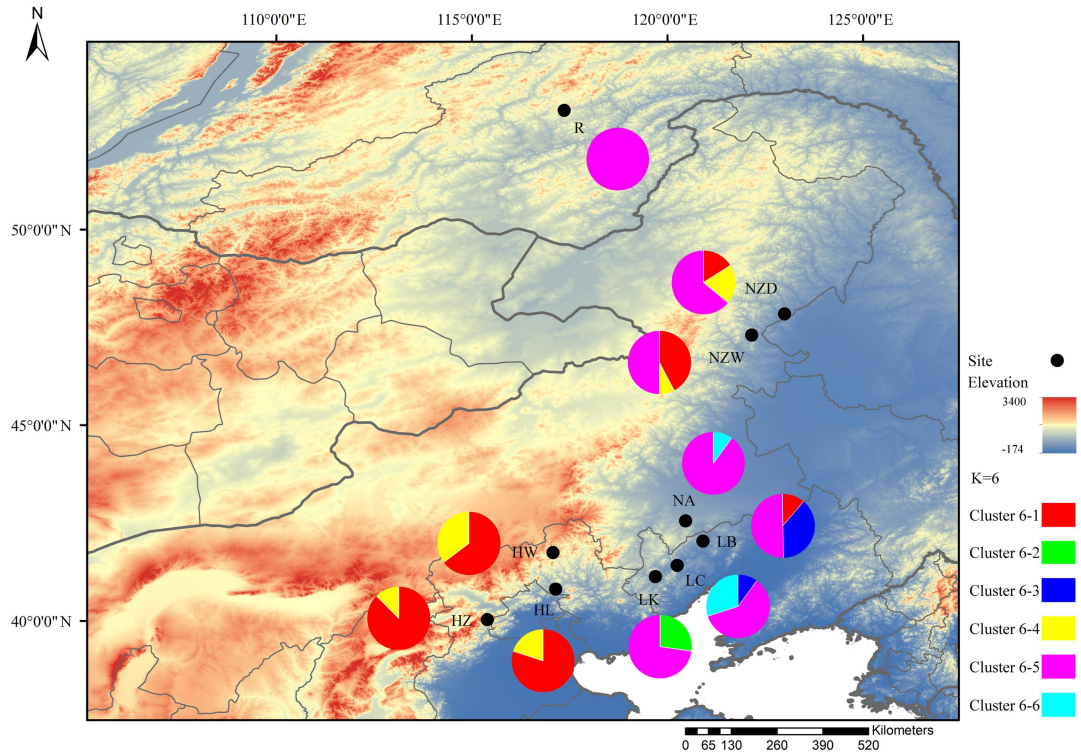 N
110°0'0"E 115°0'0"E 120°0'0"E 125°0'0"E
50°0'0"N
45°0'0"N
40°0'0"N
R
NZD
NZW
NA
LB
HW
LC
HL
LK
HZ
Site
Elevation
3400
-174
K=6
Cluster 6-1
Cluster 6-2
Cluster 6-3
Cluster 6-4
Cluster 6-5
Cluster 6-6
Kilometers
0 65 130 260 390 520